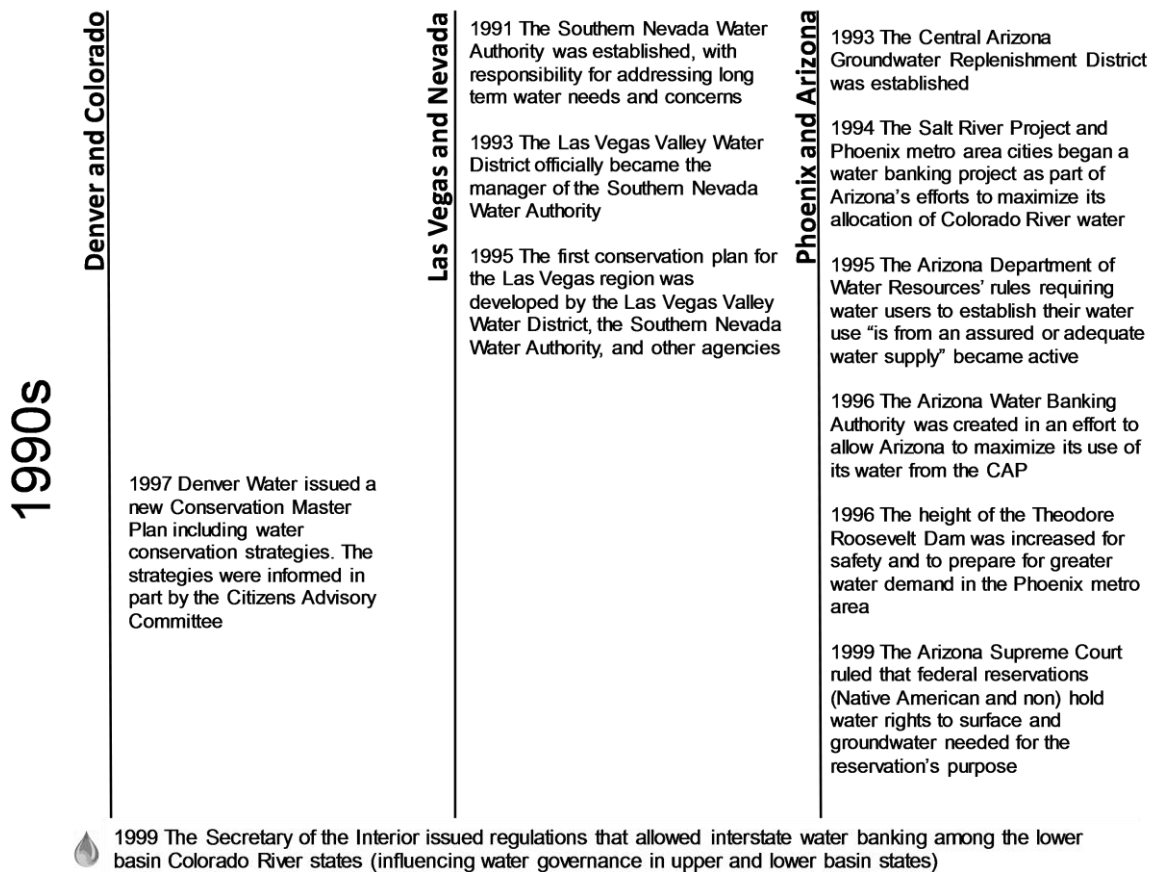 1990s
Denver and Colorado
1997 Denver Water issued a
new Conservation Master
Plan including water
conservation strategies. The
strategies were informed in
part by the Citizens Advisory
Committee
Las Vegas and Nevada
1991 The Southern Nevada Water
Authority was established, with
responsibility for addressing long
term water needs and concerns
1993 The Las Vegas Valley Water
District officially became the
manager of the Southern Nevada
Water Authority
1995 The first conservation plan for
the Las Vegas region was
developed by the Las Vegas Valley
Water District, the Southern Nevada
Water Authority, and other agencies
Phoenix and Arizona
1993 The Central Arizona
Groundwater Replenishment District
was established
1994 The Salt River Project and
Phoenix metro area cities began a
water banking project as part of
Arizona's efforts to maximize its
allocation of Colorado River water
1995 The Arizona Department of
Water Resources' rules requiring
water users to establish their water
use “is from an assured or adequate
water supply” became active
1996 The Arizona Water Banking
Authority was created in an effort to
allow Arizona to maximize its use of
its water from the CAP
1996 The height of the Theodore
Roosevelt Dam was increased for
safety and to prepare for greater
water demand in the Phoenix metro
area
1999 The Arizona Supreme Court
ruled that federal reservations
(Native American and non) hold
water rights to surface and
groundwater needed for the
reservation's purpose
1999 The Secretary of the Interior issued regulations that allowed interstate water banking among the lower
basin Colorado River states (influencing water governance in upper and lower basin states)